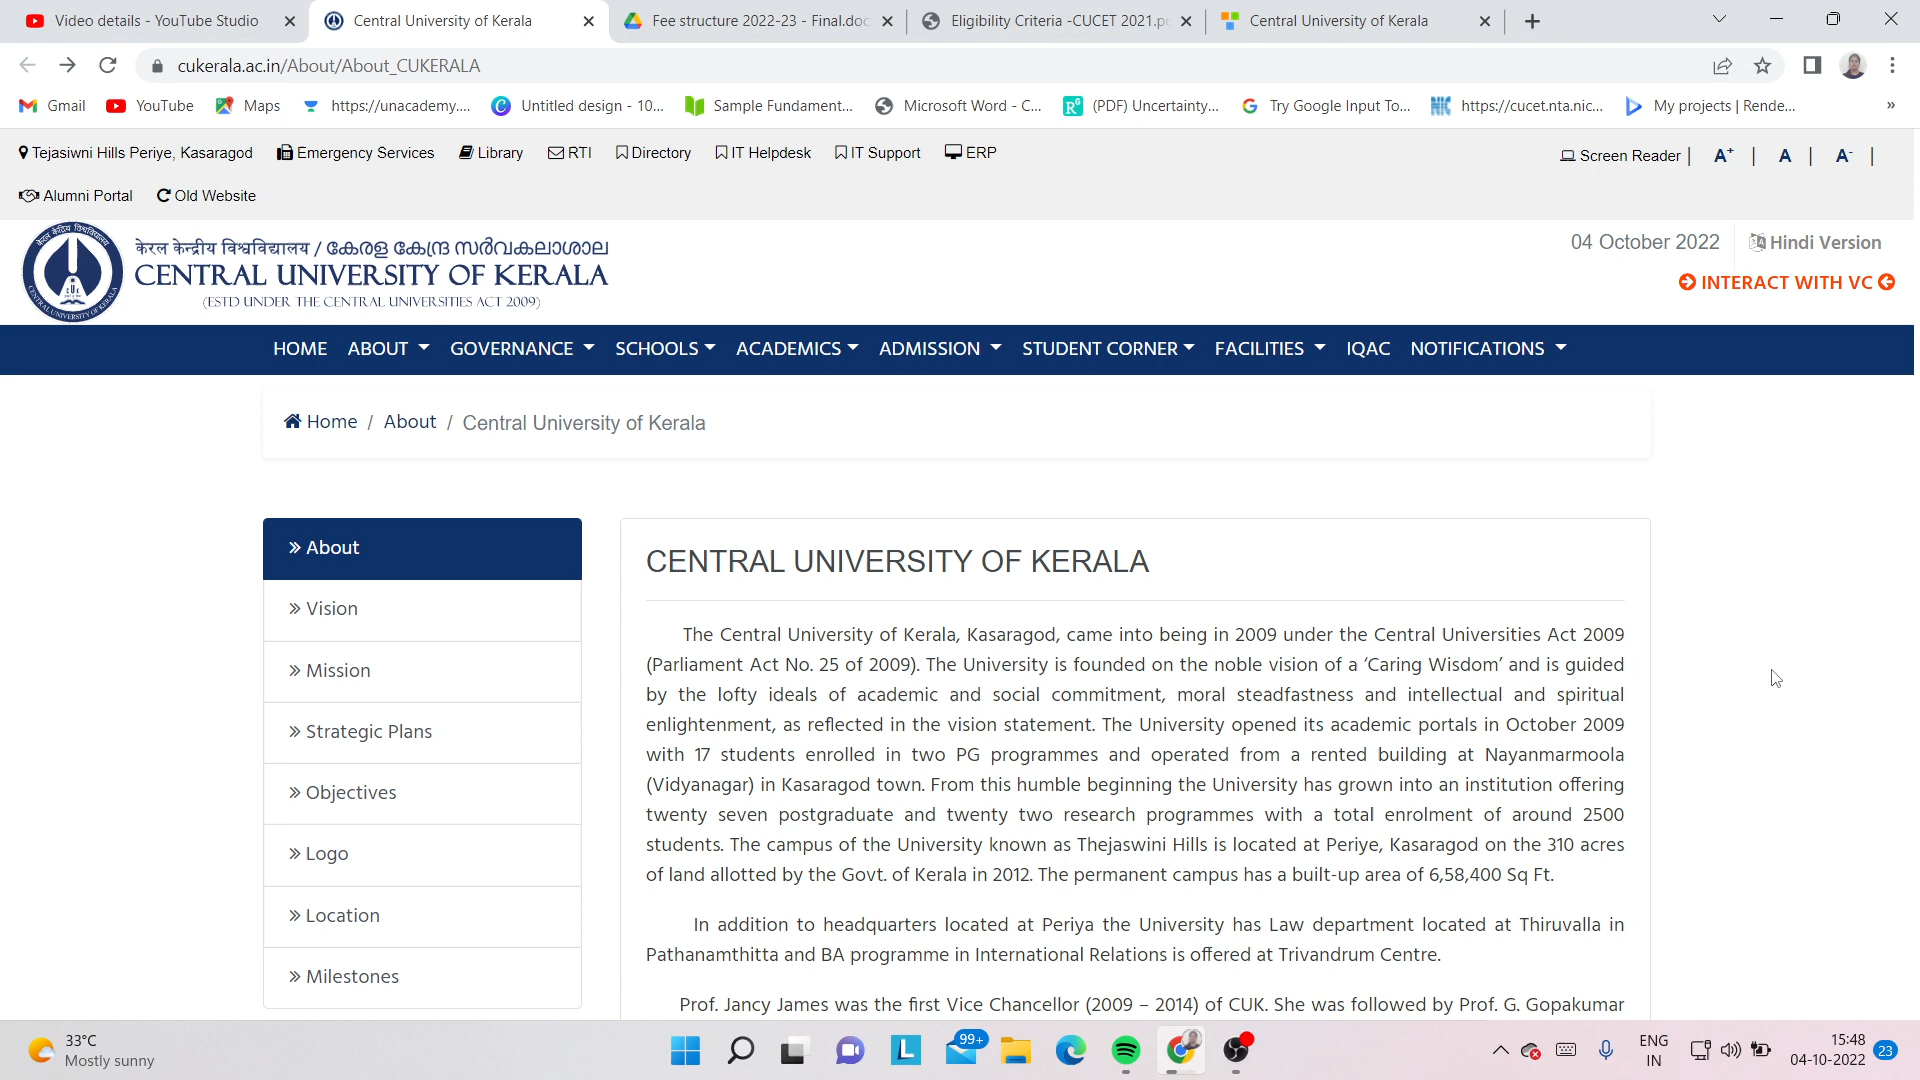 Video details - YouTube Studio
Central University of Kerala
Fee structure 2022-23 - Final.doc
Eligibility Criteria -CUCET 2021.p
Central University of Kerala
cukerala.ac.in/About/About_CUKERALA
Gmail YouTube Maps https://unacademy.... Untitled design - 10... Sample Fundament... Microsoft Word - C... (PDF) Uncertainty... Try Google Input To... https://cucet.nta.nic... My projects | Rende... »
Tejasiwni Hills Periye, Kasaragod Emergency Services Library RTI Directory IT Helpdesk IT Support ERP
Screen Reader | A+ | A | A- |
Alumni Portal Old Website
केरल केन्द्रीय विश्वविद्यालय / കേരള കേന്ദ്ര സർവകലാശാല
CENTRAL UNIVERSITY OF KERALA
(ESTD UNDER THE CENTRAL UNIVERSITIES ACT 2009)
04 October 2022 Hindi Version
INTERACT WITH VC
HOME ABOUT GOVERNANCE SCHOOLS ACADEMICS ADMISSION STUDENT CORNER FACILITIES IQAC NOTIFICATIONS
Home / About / Central University of Kerala
» About
» Vision
» Mission
» Strategic Plans
» Objectives
» Logo
» Location
» Milestones
CENTRAL UNIVERSITY OF KERALA
The Central University of Kerala, Kasaragod, came into being in 2009 under the Central Universities Act 2009
(Parliament Act No. 25 of 2009). The University is founded on the noble vision of a ‘Caring Wisdom’ and is guided
by the lofty ideals of academic and social commitment, moral steadfastness and intellectual and spiritual
enlightenment, as reflected in the vision statement. The University opened its academic portals in October 2009
with 17 students enrolled in two PG programmes and operated from a rented building at Nayanmarmoola
(Vidyanagar) in Kasaragod town. From this humble beginning the University has grown into an institution offering
twenty seven postgraduate and twenty two research programmes with a total enrolment of around 2500
students. The campus of the University known as Thejaswini Hills is located at Periye, Kasaragod on the 310 acres
of land allotted by the Govt. of Kerala in 2012. The permanent campus has a built-up area of 6,58,400 Sq Ft.
In addition to headquarters located at Periya the University has Law department located at Thiruvalla in
Pathanamthitta and BA programme in International Relations is offered at Trivandrum Centre.
Prof. Jancy James was the first Vice Chancellor (2009 – 2014) of CUK. She was followed by Prof. G. Gopakumar
33°C
Mostly sunny
99+
ENG
IN
15:48
04-10-2022
23